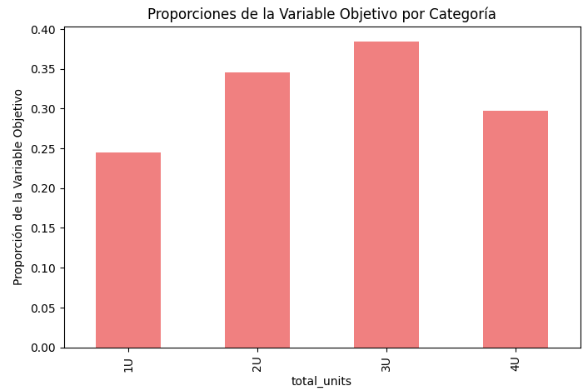 Proporciones de la Variable Objetivo por Categoría
Proporción de la Variable Objetivo
0.40
0.35
0.30
0.25
0.20
0.15
0.10
0.05
0.00
1U
2U
3U
4U
total_units